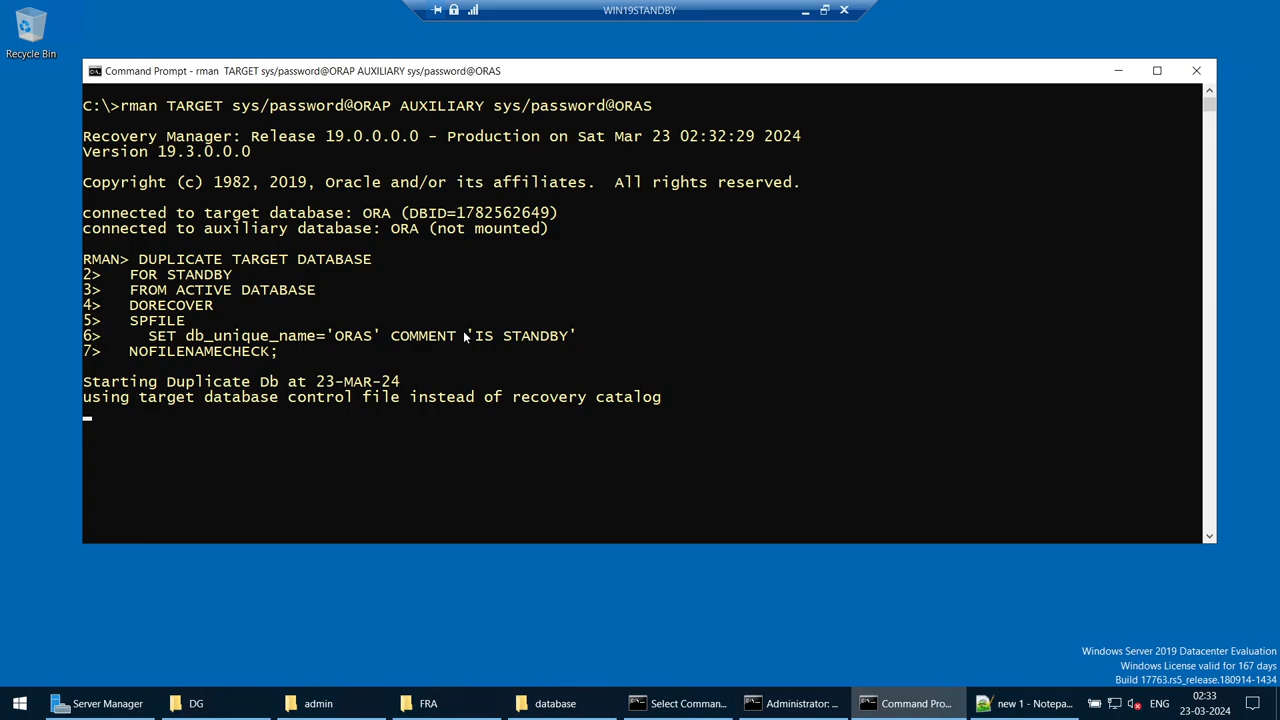 WIN19STANDBY
Recycle Bin
Command Prompt - rman  TARGET sys/password@ORAP AUXILIARY sys/password@ORAS
C:\>rman TARGET sys/password@ORAP AUXILIARY sys/password@ORAS
Recovery Manager: Release 19.0.0.0.0 - Production on Sat Mar 23 02:32:29 2024
Version 19.3.0.0.0
Copyright (c) 1982, 2019, Oracle and/or its affiliates.  All rights reserved.
connected to target database: ORA (DBID=1782562649)
connected to auxiliary database: ORA (not mounted)
RMAN> DUPLICATE TARGET DATABASE
2>   FOR STANDBY
3>   FROM ACTIVE DATABASE
4>   DORECOVER
5>   SPFILE
6>     SET db_unique_name='ORAS' COMMENT 'IS STANDBY'
7>   NOFILENAMECHECK;
Starting Duplicate Db at 23-MAR-24
using target database control file instead of recovery catalog
Windows Server 2019 Datacenter Evaluation
Windows License valid for 167 days
Build 17763.rs5_release.180914-1434
Server Manager
DG
admin
FRA
database
Select Comman...
Administrator: ...
Command Pro...
new 1 - Notepa...
ENG
02:33
23-03-2024